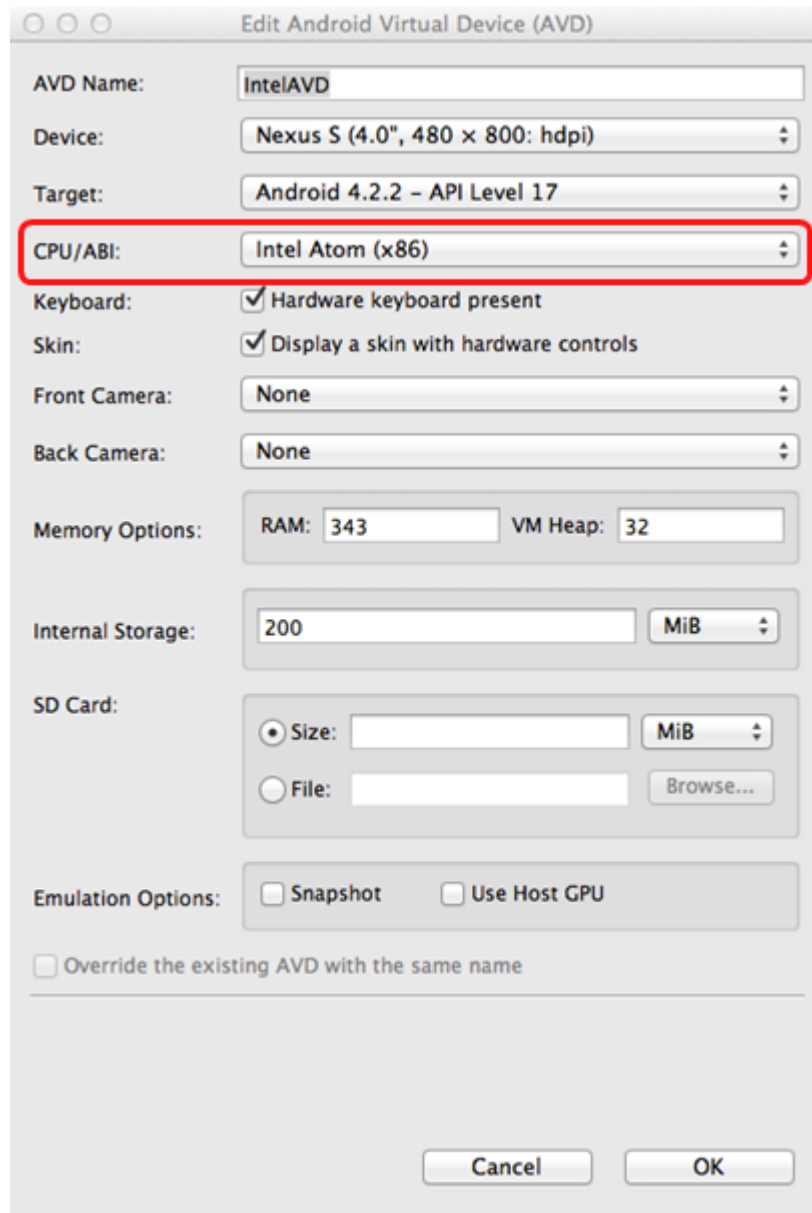 Edit Android Virtual Device (AVD)
AVD Name: IntelAVD
Device: Nexus S (4.0", 480 × 800: hdpi)
Target: Android 4.2.2 – API Level 17
CPU/ABI: Intel Atom (x86)
Keyboard: Hardware keyboard present
Skin: Display a skin with hardware controls
Front Camera: None
Back Camera: None
Memory Options: RAM: 343 VM Heap: 32
Internal Storage: 200 MiB
SD Card:
Size: MiB
File: Browse...
Emulation Options: Snapshot Use Host GPU
Override the existing AVD with the same name
Cancel OK